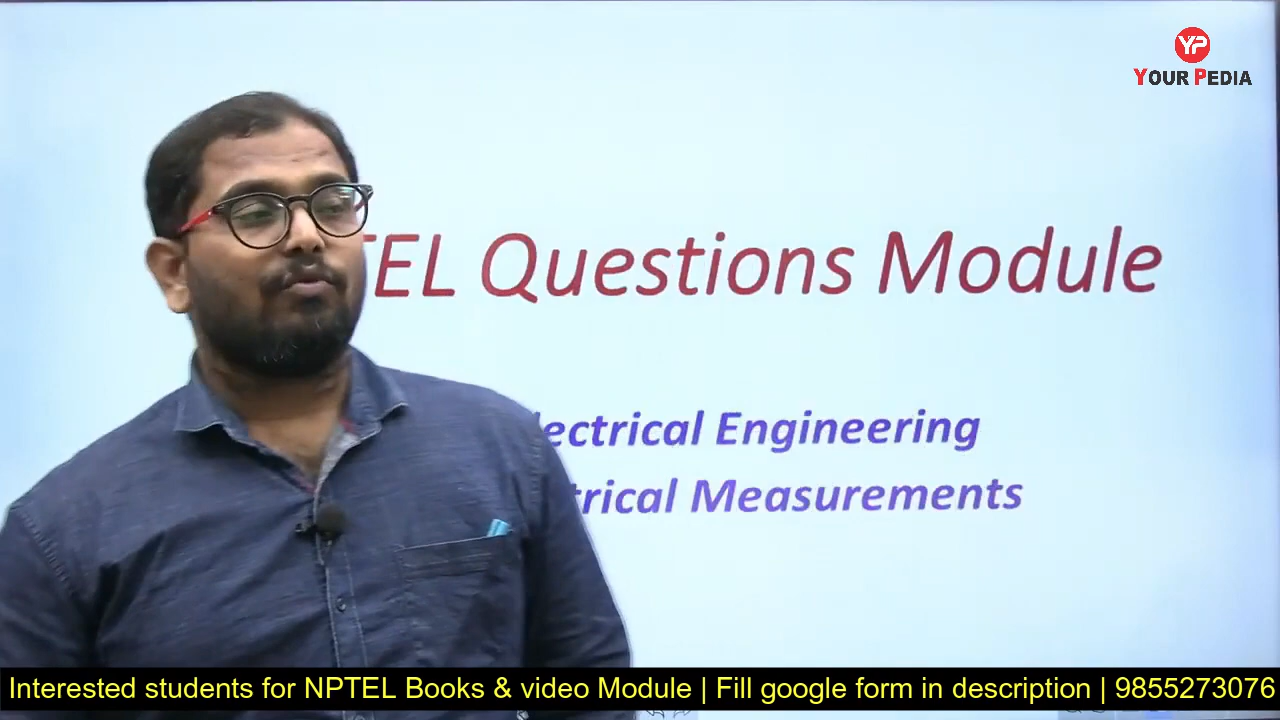 YP
YOUR PEDIA
TEL Questions Module
lectrical Engineering
trical Measurements
Interested students for NPTEL Books & video Module | Fill google form in description | 9855273076